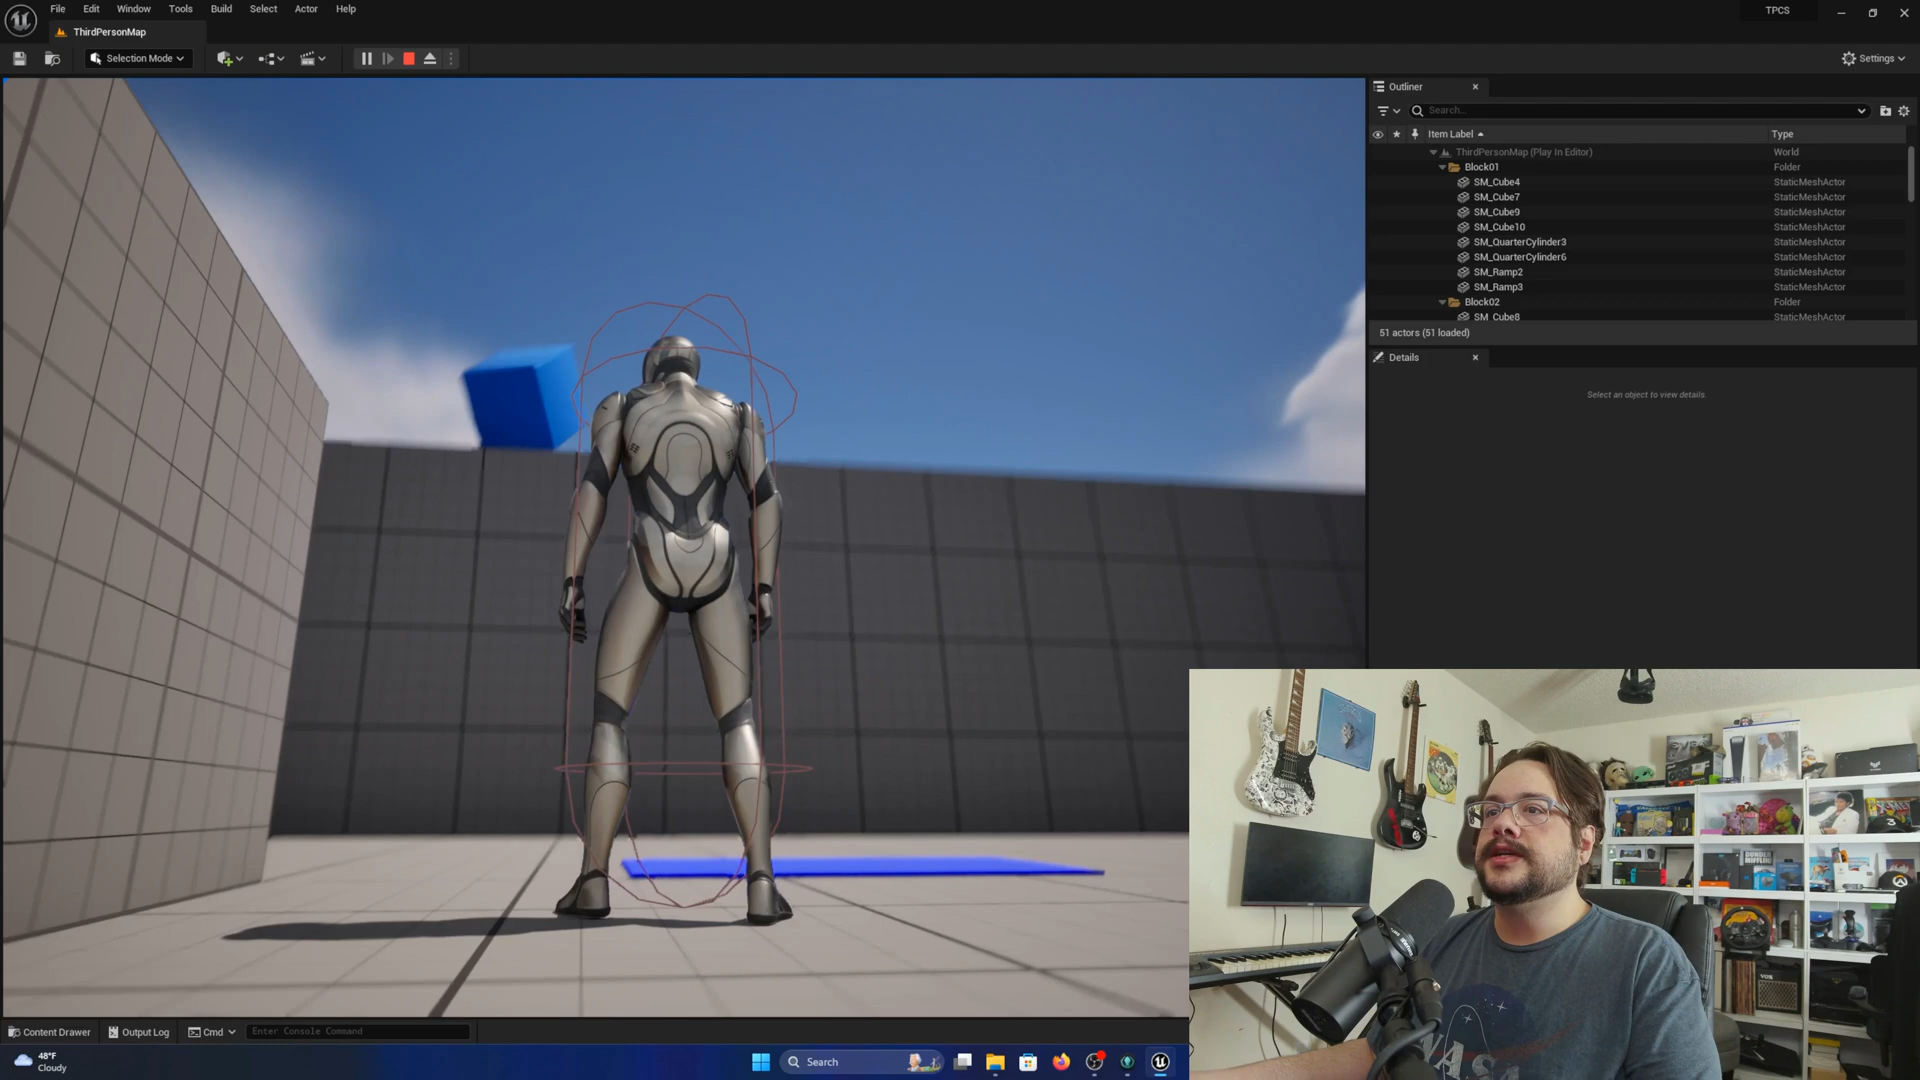 File Edit Window Tools Build Select Actor Help
TPCS
ThirdPersonMap
Selection Mode
Settings
Outliner
Search...
Item Label Type
ThirdPersonMap (Play In Editor) World
Block01 Folder
SM_Cube4 StaticMeshActor
SM_Cube7 StaticMeshActor
SM_Cube9 StaticMeshActor
SM_Cube10 StaticMeshActor
SM_QuarterCylinder3 StaticMeshActor
SM_QuarterCylinder6 StaticMeshActor
SM_Ramp2 StaticMeshActor
SM_Ramp3 StaticMeshActor
Block02 Folder
SM_Cube8 StaticMeshActor
51 actors (51 loaded)
Details
Select an object to view details.
DUNDER
MIFFLIN
VOX
Content Drawer Output Log Cmd Enter Console Command
48°F
Cloudy
Search